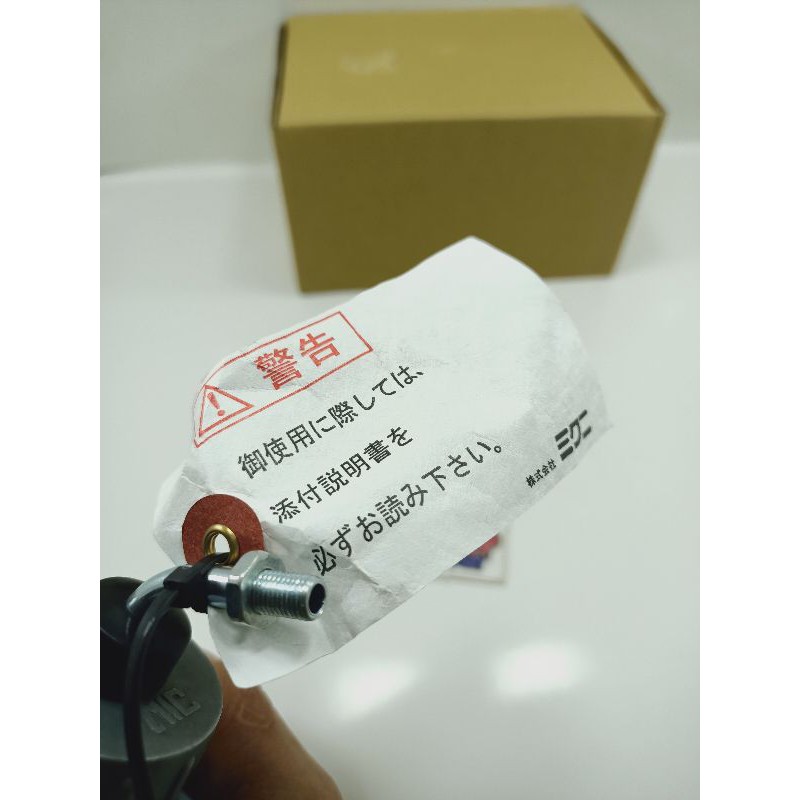 警告
御使用に際しては、
添付説明書を
必ずお読み下さい。
株式会社 ミクニ